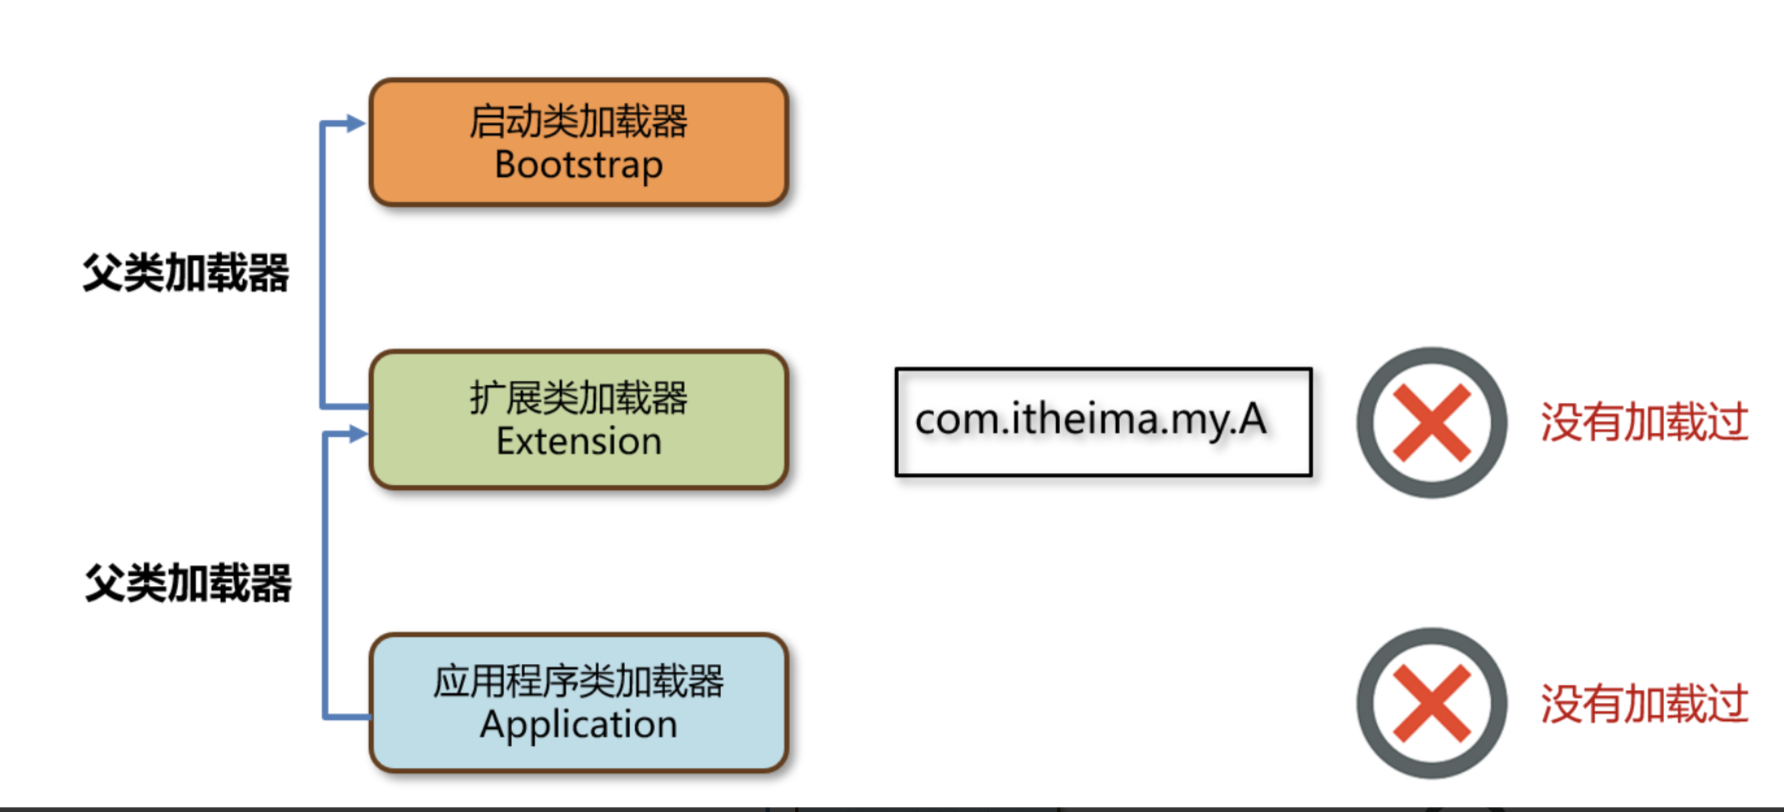 启动类加载器
Bootstrap
父类加载器
扩展类加载器
Extension
com.itheima.my.A
没有加载过
父类加载器
应用程序类加载器
Application
没有加载过